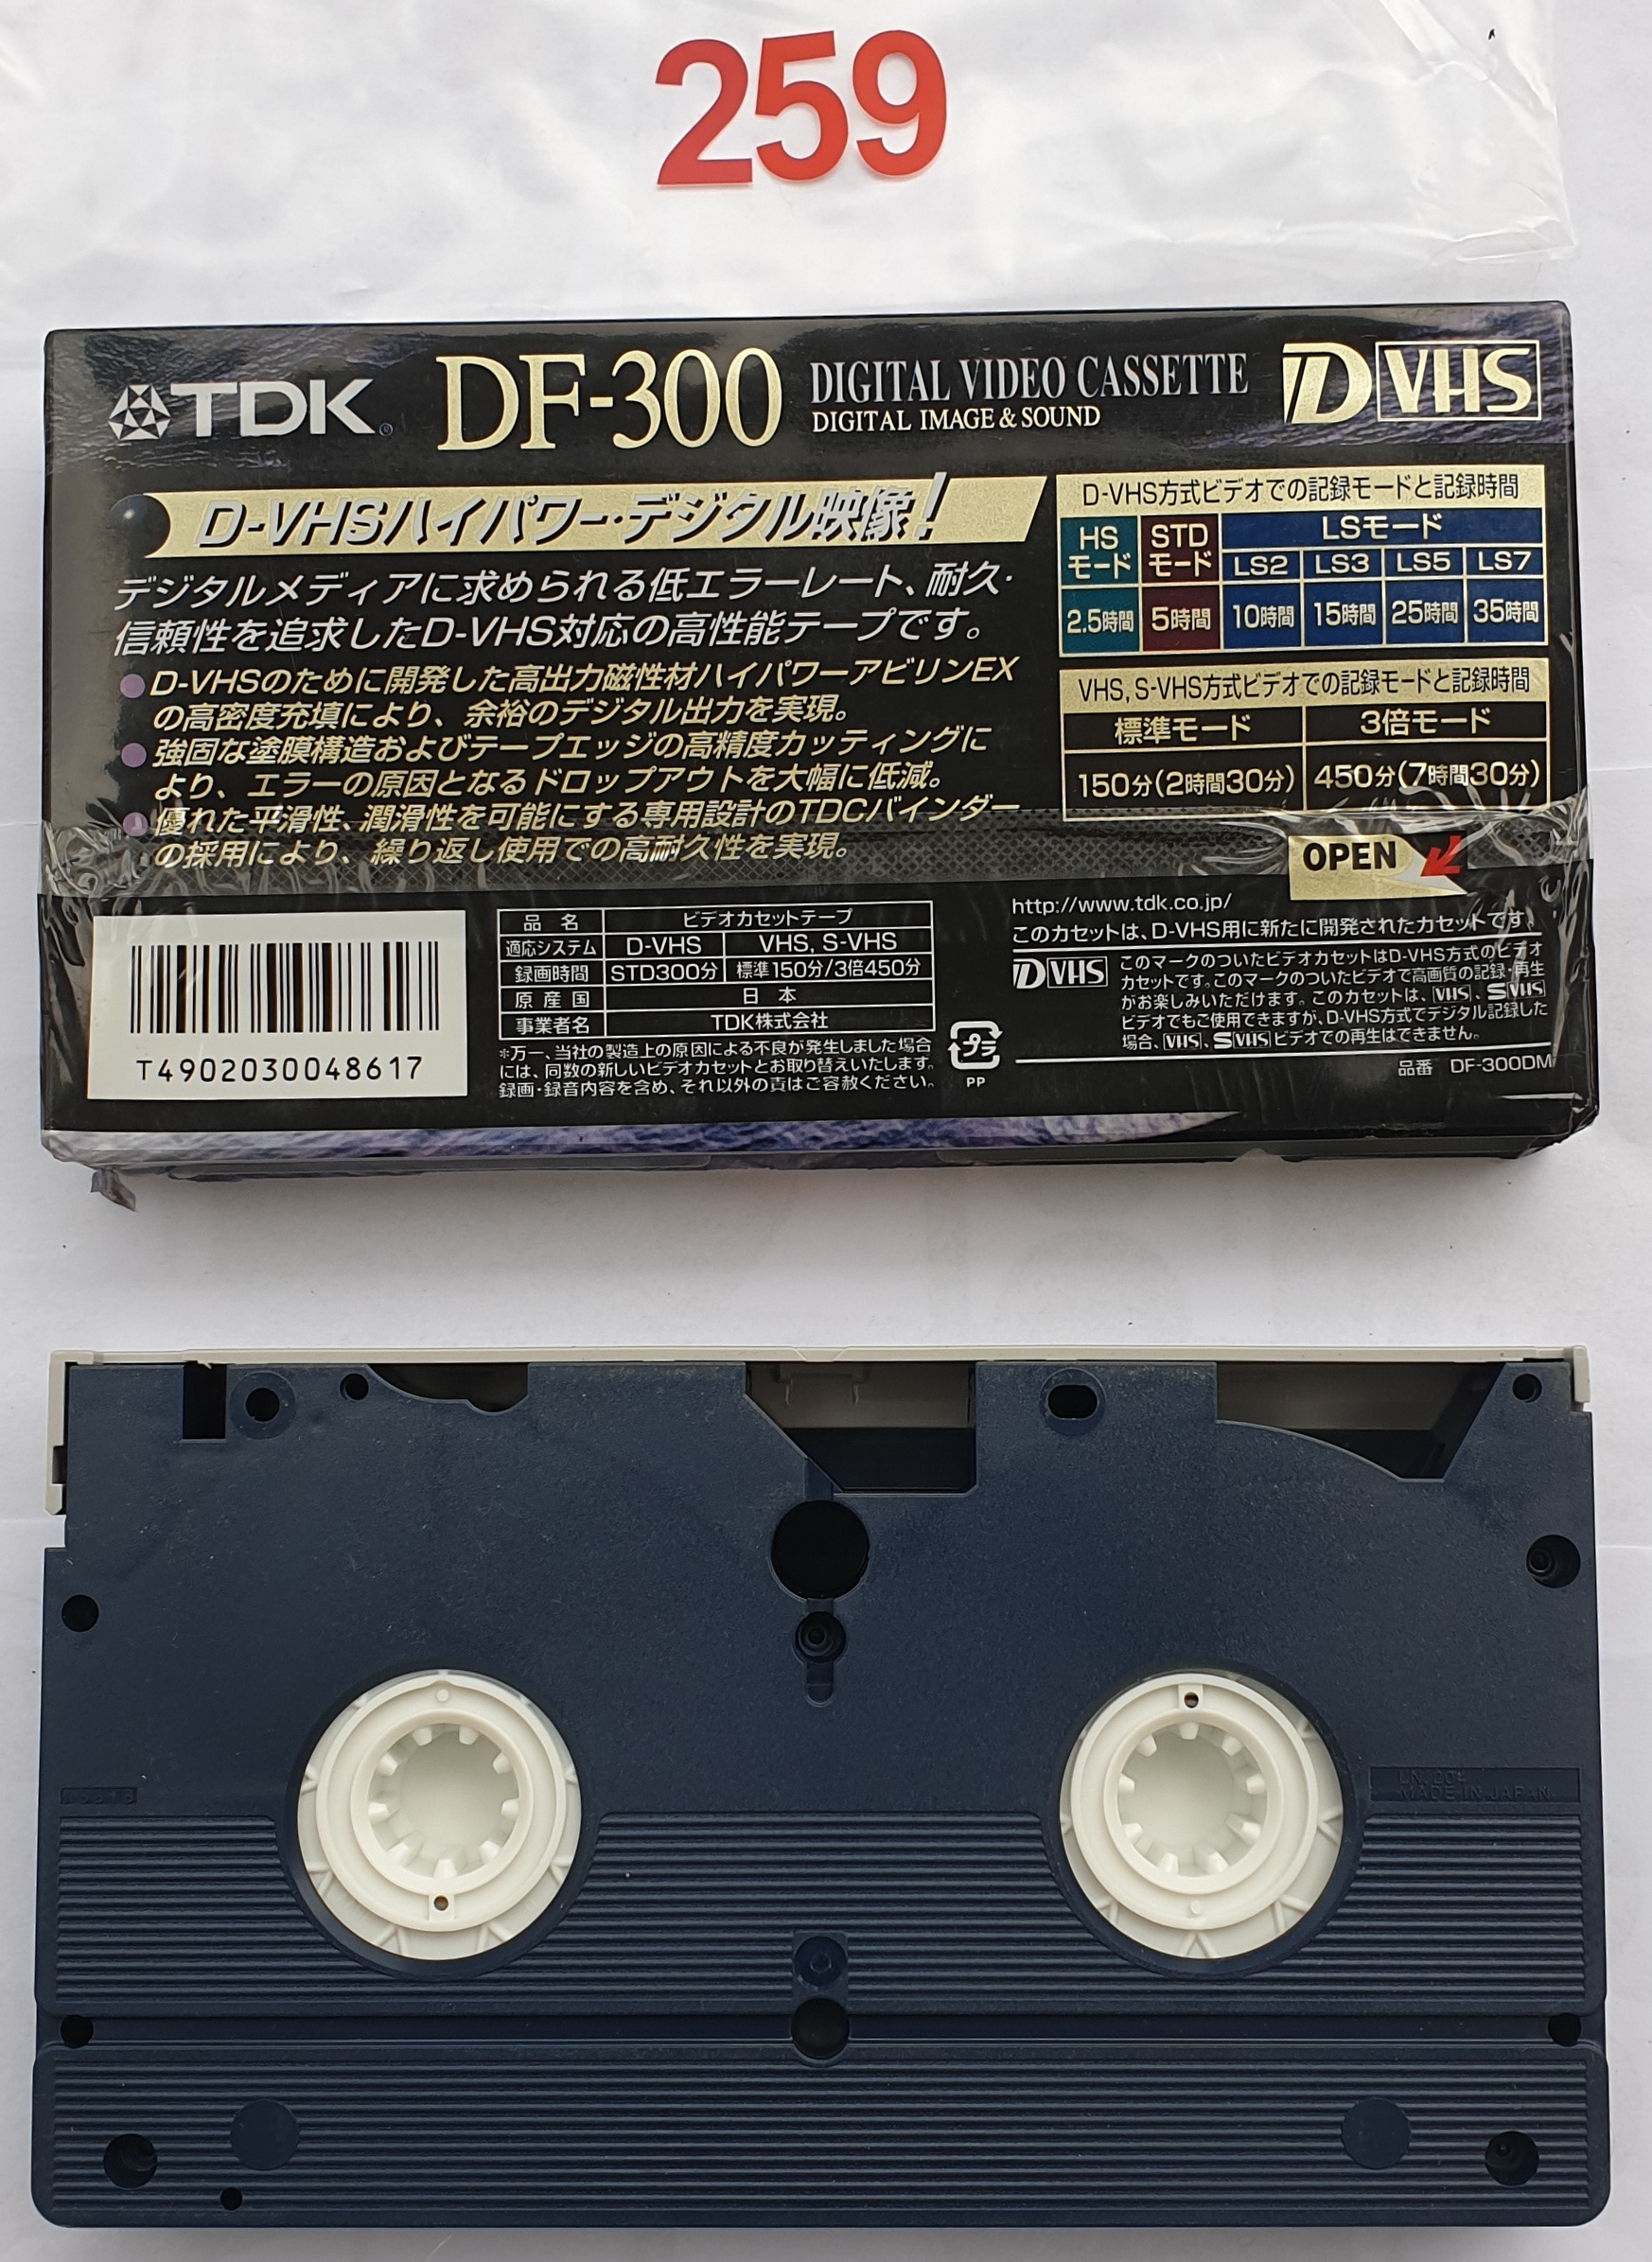 259
TDK® DF-300 DIGITAL VIDEO CASSETTE D VHS
DIGITAL IMAGE & SOUND
D-VHSハイパワー・デジタル映像!
デジタルメディアに求められる低エラーレート、耐久・
信頼性を追求したD-VHS対応の高性能テープです。
●D-VHSのために開発した高出力磁性材ハイパワーアビリンEX
の高密度充填により、余裕のデジタル出力を実現。
●強固な塗膜構造およびテープエッジの高精度カッティングに
より、エラーの原因となるドロップアウトを大幅に低減。
●優れた平滑性、潤滑性を可能にする専用設計のTDCバインダー
の採用により、繰り返し使用での高耐久性を実現。
D-VHS方式ビデオでの記録モードと記録時間
HSモード STDモード LSモード
LS2 LS3 LS5 LS7
2.5時間 5時間 10時間 15時間 25時間 35時間
VHS, S-VHS方式ビデオでの記録モードと記録時間
標準モード 3倍モード
150分(2時間30分) 450分(7時間30分)
OPEN
T4902030048617
品名 ビデオカセットテープ
適応システム D-VHS VHS, S-VHS
録画時間 STD300分 標準150分/3倍450分
原産国 日本
事業者名 TDK株式会社
*万一、当社の製造上の原因による不良が発生しました場合
には、同数の新しいビデオカセットとお取り替えいたします。
録画・録音内容を含め、それ以外の責はご容赦ください。
プラ
PP
http://www.tdk.co.jp/
このカセットは、D-VHS用に新たに開発されたカセットです。
D VHS このマークのついたビデオカセットはD-VHS方式のビデオ
カセットです。このマークのついたビデオで高画質の記録・再生
がお楽しみいただけます。このカセットは、VHS、S VHS
ビデオでもご使用できますが、D-VHS方式でデジタル記録した
場合、VHS、S VHSビデオでの再生はできません。
品番 DF-300DM
LN. 204
MADE IN JAPAN